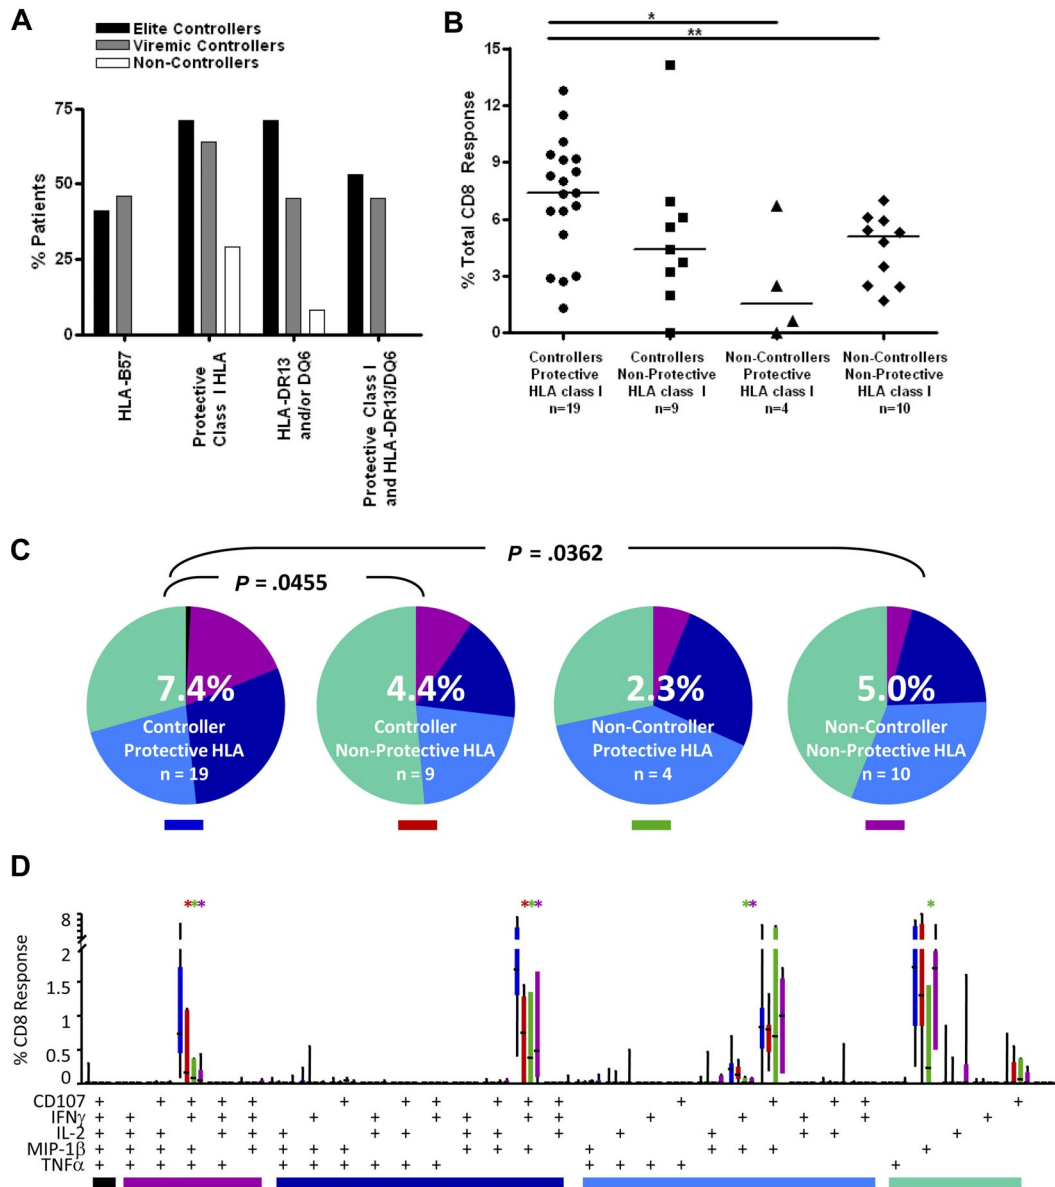 A
Elite Controllers
Viremic Controllers
Non-Controllers
% Patients
75
50
25
0
HLA-B57
Protective
Class I HLA
HLA-DR13
and/or DQ6
Protective Class I
and HLA-DR13/DQ6
B
*
**
% Total CD8 Response
15
12
9
6
3
0
Controllers
Protective
HLA class I
n=19
Controllers
Non-Protective
HLA class I
n=9
Non-Controllers
Protective
HLA class I
n=4
Non-Controllers
Non-Protective
HLA class I
n=10
C
P = .0362
P = .0455
7.4%
Controller
Protective HLA
n = 19
4.4%
Controller
Non-Protective HLA
n = 9
2.3%
Non-Controller
Protective HLA
n = 4
5.0%
Non-Controller
Non-Protective HLA
n = 10
D
* * *
* * *
* *
*
% CD8 Response
8
2
1.5
1
0.5
0
CD107 + + + + + + + + + + + + + + + +
IFNγ + + + + + + + + + + + + + + + +
IL-2 + + + + + + + + + + + + + + + +
MIP-1β + + + + + + + + + + + + + + + +
TNFα + + + + + + + + + + + + + + + +